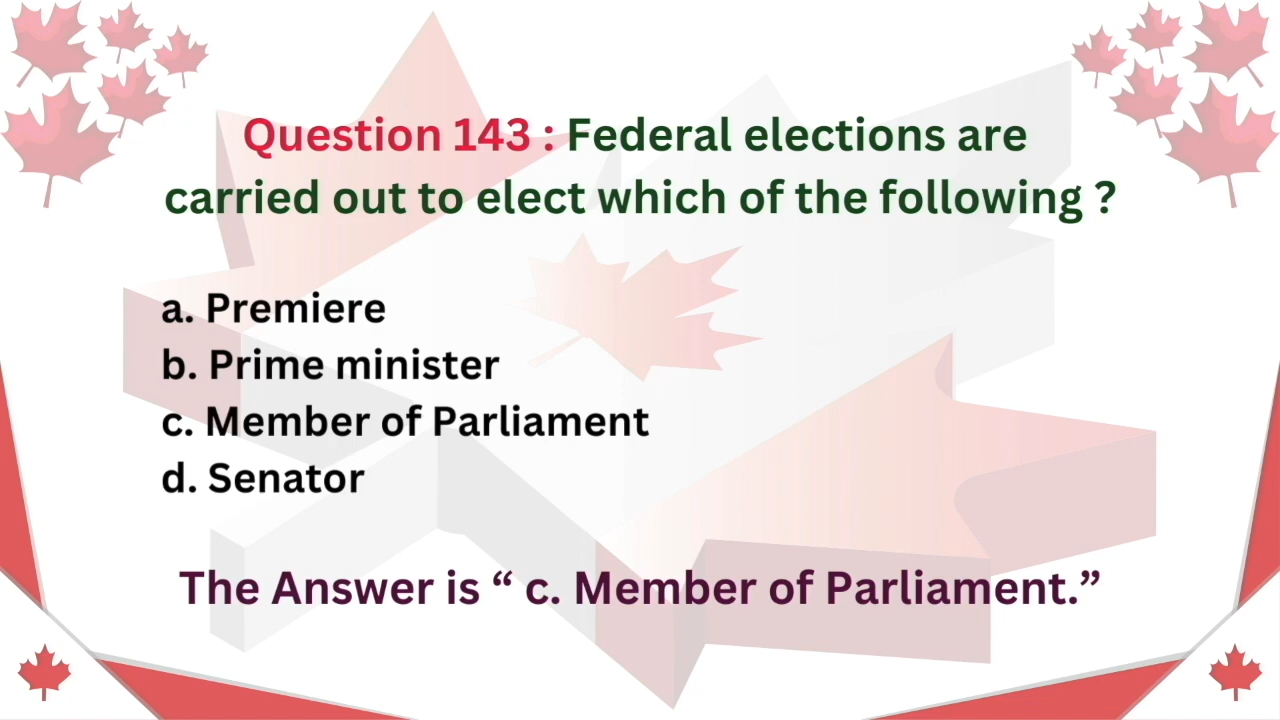 Question 143 : Federal elections are
carried out to elect which of the following ?
a. Premiere
b. Prime minister
c. Member of Parliament
d. Senator
The Answer is “ c. Member of Parliament.”